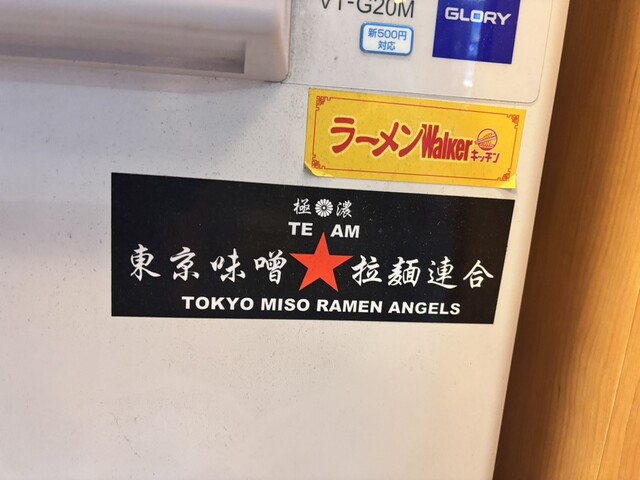 VT-G20M
GLORY
新500円
対応
ラーメンWalkerキッチン
極 濃
TE AM
東京味噌★拉麺連合
TOKYO MISO RAMEN ANGELS